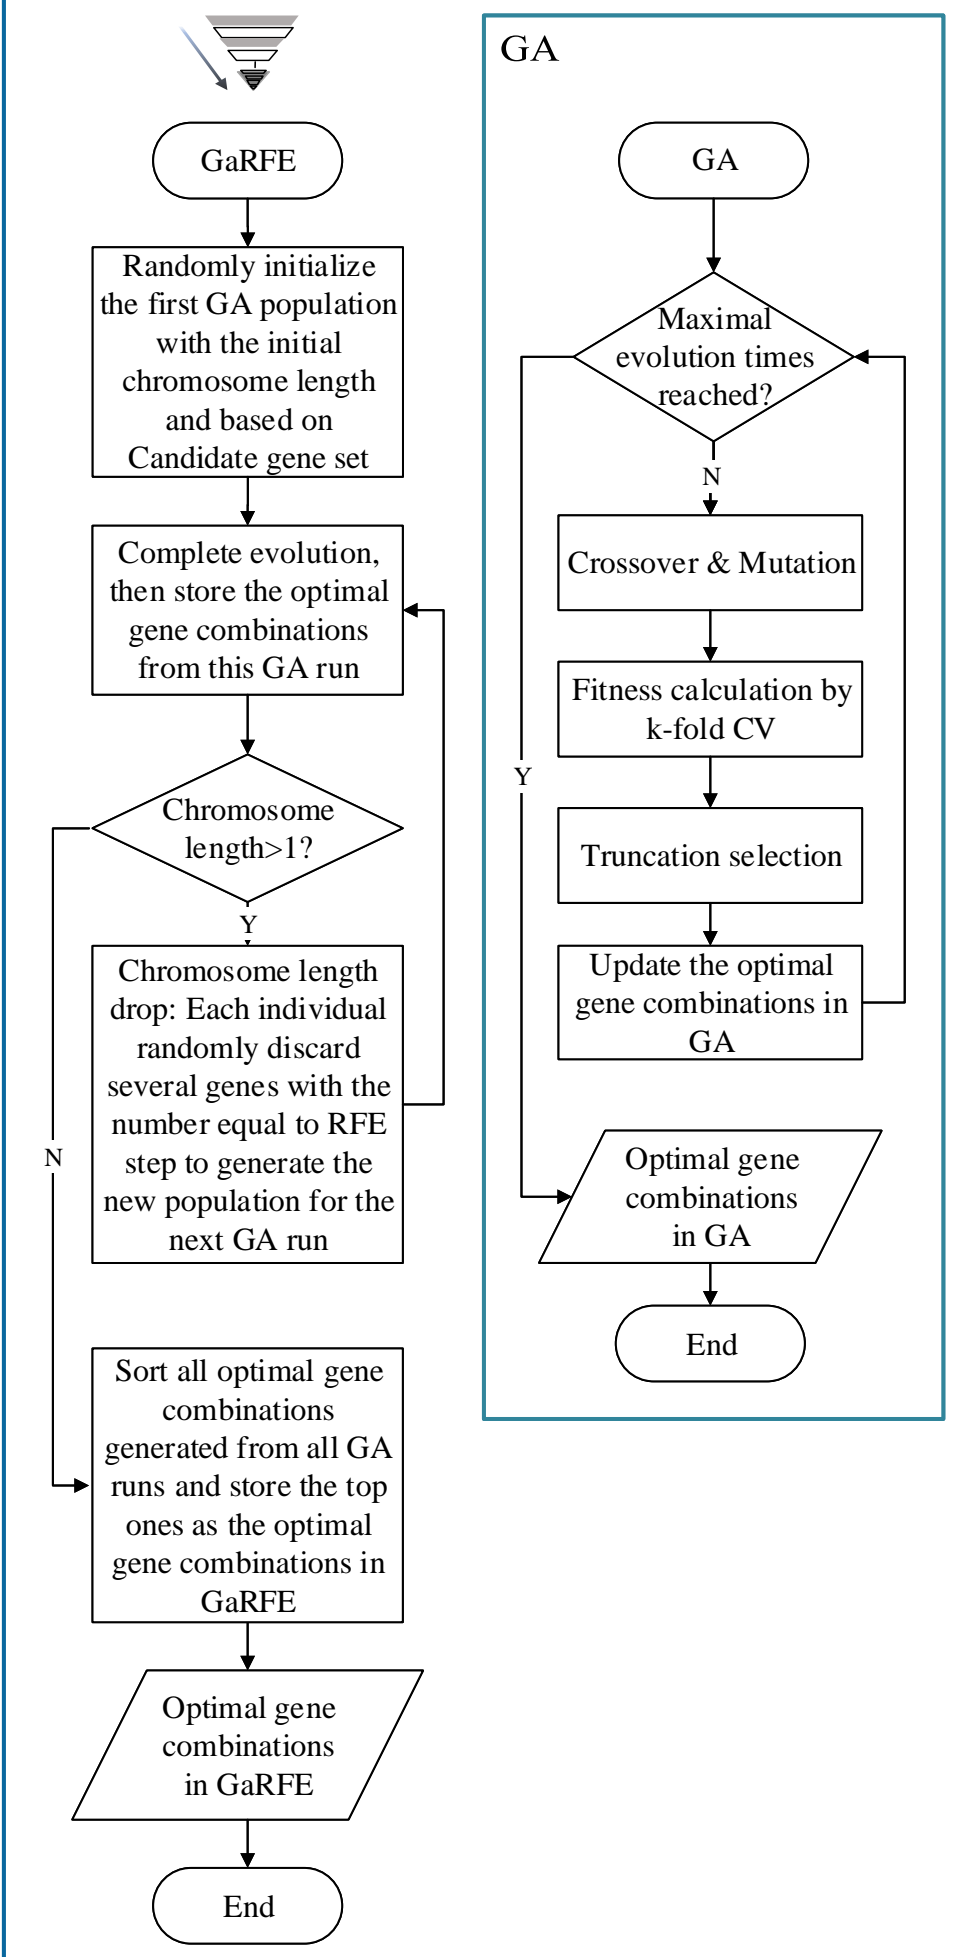 GaRFE
Randomly initialize
the first GA population
with the initial
chromosome length
and based on
Candidate gene set
Complete evolution,
then store the optimal
gene combinations
from this GA run
Chromosome
length>1?
Y
Chromosome length
drop: Each individual
randomly discard
several genes with the
number equal to RFE
step to generate the
new population for the
next GA run
N
Sort all optimal gene
combinations
generated from all GA
runs and store the top
ones as the optimal
gene combinations in
GaRFE
Optimal gene
combinations
in GaRFE
End
GA
GA
Maximal
evolution times
reached?
N
Crossover & Mutation
Fitness calculation by
k-fold CV
Y
Truncation selection
Update the optimal
gene combinations in
GA
Optimal gene
combinations
in GA
End